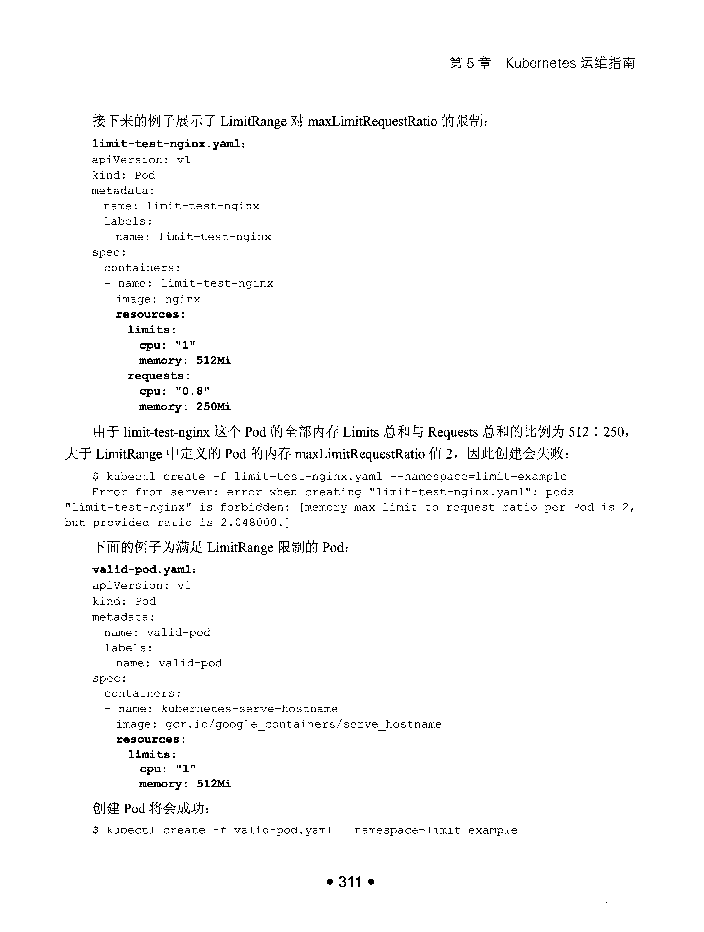 第 5 章 Kubernetes 运维指南
接下来的例子展示了 LimitRange 对 maxLimitRequestRatio 的限制：
limit-test-nginx.yaml:
apiVersion: v1
kind: Pod
metadata:
  name: limit-test-nginx
  labels:
    name: limit-test-nginx
spec:
  containers:
  - name: limit-test-nginx
    image: nginx
    resources:
      limits:
        cpu: "1"
        memory: 512Mi
      requests:
        cpu: "0.8"
        memory: 250Mi
由于 limit-test-nginx 这个 Pod 的全部内存 Limits 总和与 Requests 总和的比例为 512∶250，
大于 LimitRange 中定义的 Pod 的内存 maxLimitRequestRatio 值 2，因此创建会失败：
$ kubectl create -f limit-test-nginx.yaml --namespace=limit-example
Error from server: error when creating "limit-test-nginx.yaml": pods
"limit-test-nginx" is forbidden: [memory max limit to request ratio per Pod is 2,
but provided ratio is 2.048000.]
下面的例子为满足 LimitRange 限制的 Pod：
valid-pod.yaml:
apiVersion: v1
kind: Pod
metadata:
  name: valid-pod
  labels:
    name: valid-pod
spec:
  containers:
  - name: kubernetes-serve-hostname
    image: gcr.io/google_containers/serve_hostname
    resources:
      limits:
        cpu: "1"
        memory: 512Mi
创建 Pod 将会成功：
$ kubectl create -f valid-pod.yaml --namespace=limit-example
• 311 •